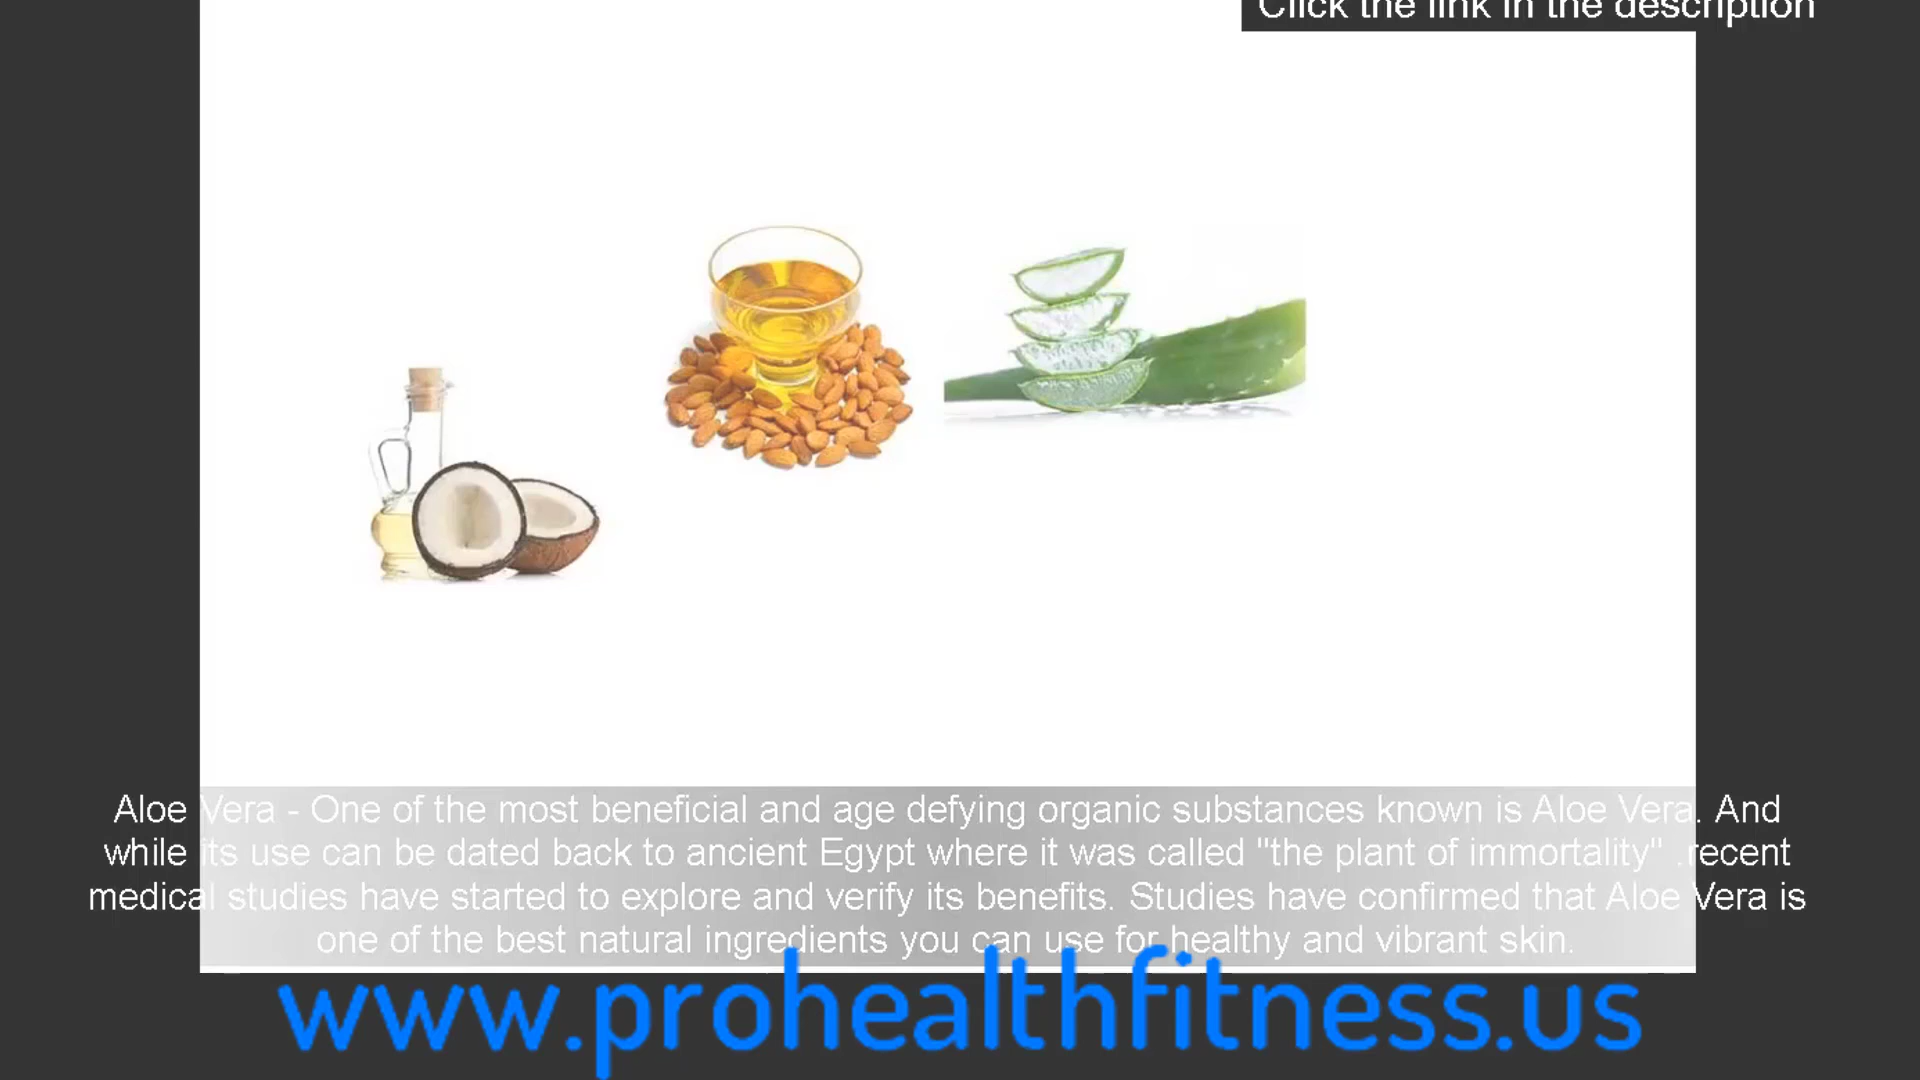 Click the link in the description
Aloe Vera - One of the most beneficial and age defying organic substances known is Aloe Vera. And
while its use can be dated back to ancient Egypt where it was called "the plant of immortality" .recent
medical studies have started to explore and verify its benefits. Studies have confirmed that Aloe Vera is
one of the best natural ingredients you can use for healthy and vibrant skin.
www.prohealthfitness.us